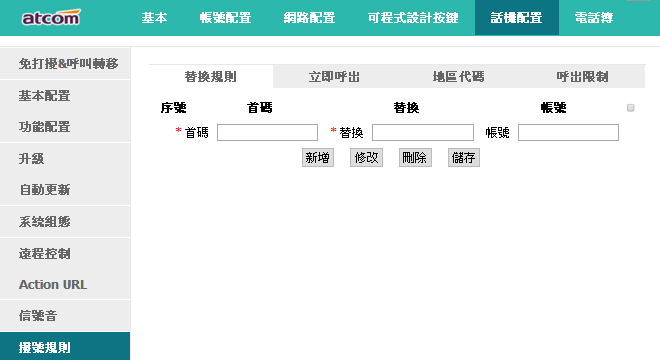 atcom 基本 帳號配置 網路配置 可程式設計按鍵 話機配置 電話簿
免打擾&呼叫轉移
基本配置
功能配置
升級
自動更新
系統組態
遠程控制
Action URL
信號音
撥號規則
替換規則 立即呼出 地區代碼 呼出限制
序號 首碼 替換 帳號
*首碼 *替換 帳號
新增 修改 刪除 儲存